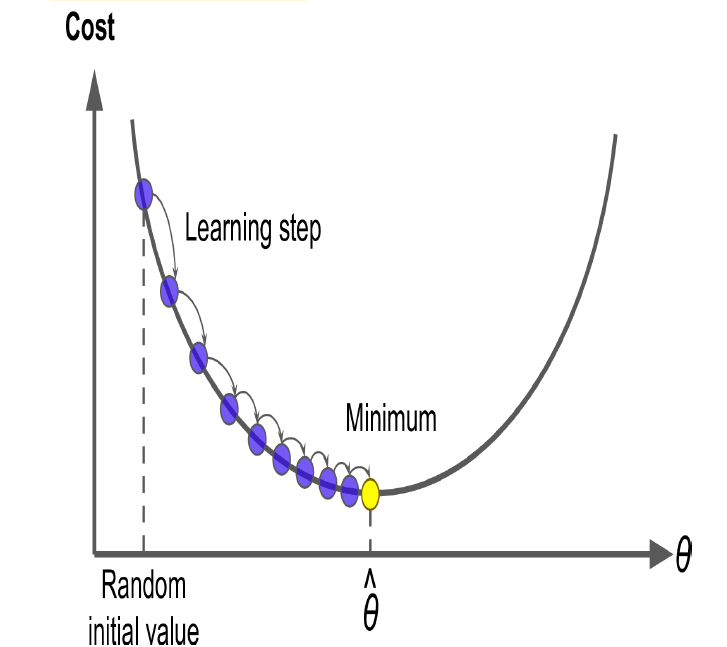 Cost
Learning step
Minimum
θ
Random
initial value
θ̂